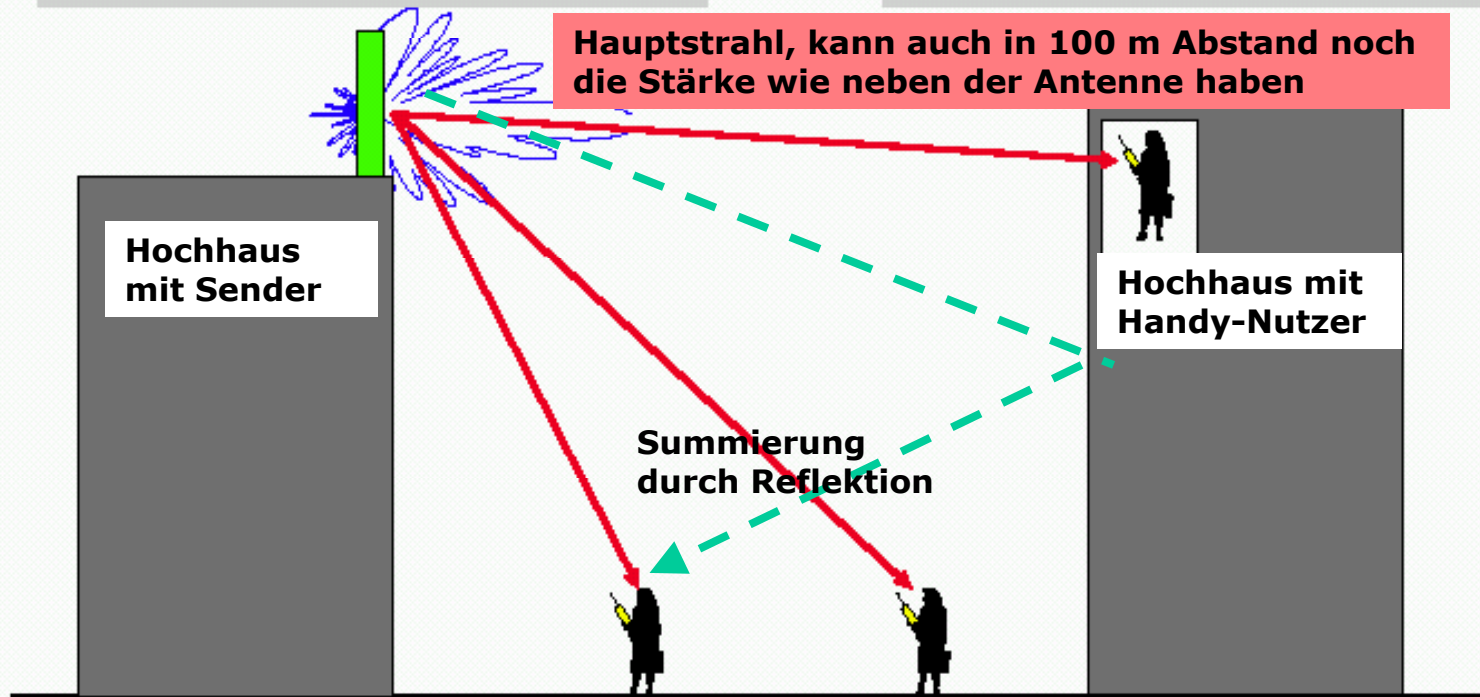 Hauptstrahl, kann auch in 100 m Abstand noch
die Stärke wie neben der Antenne haben
Hochhaus
mit Sender
Hochhaus mit
Handy-Nutzer
Summierung
durch Reflektion